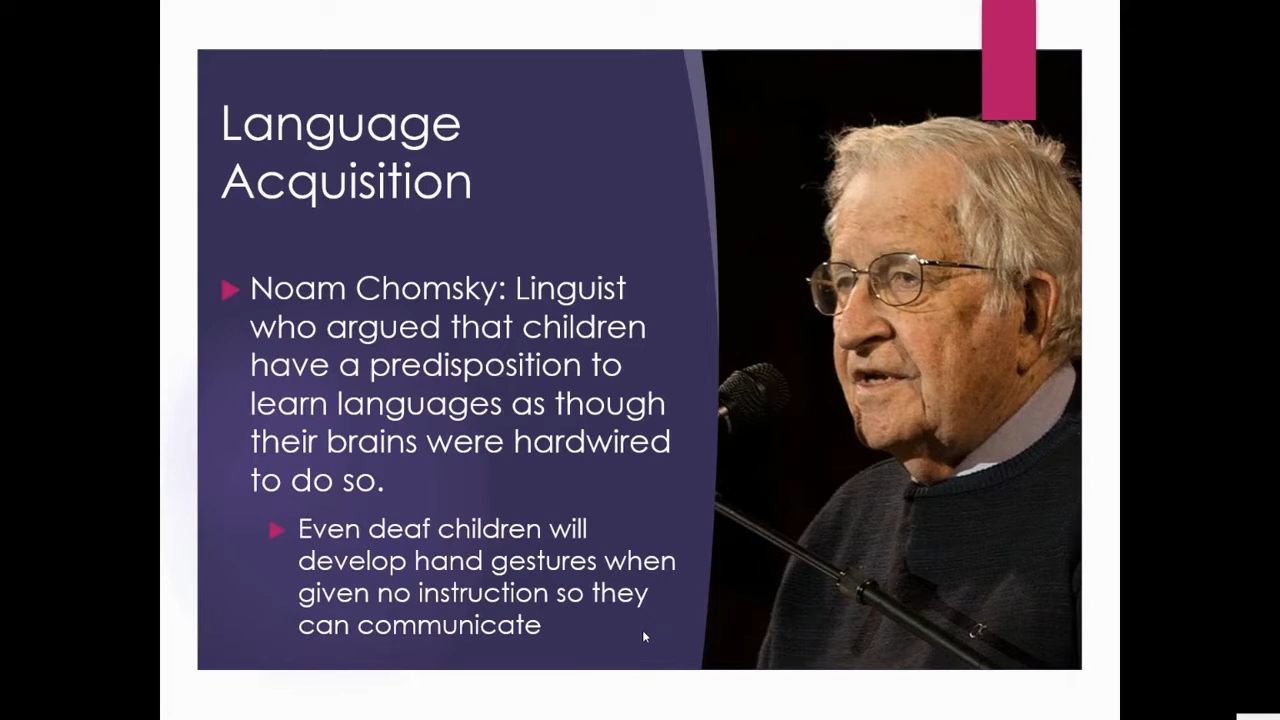 Language
Acquisition
Noam Chomsky: Linguist
who argued that children
have a predisposition to
learn languages as though
their brains were hardwired
to do so.
Even deaf children will
develop hand gestures when
given no instruction so they
can communicate